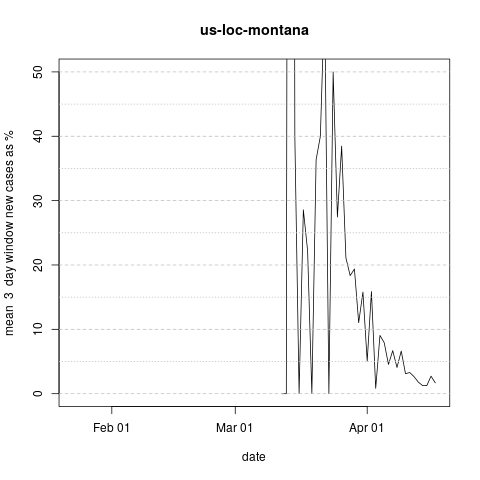 us-loc-montana
mean  3  day window new cases as %
50
40
30
20
10
0
Feb 01
Mar 01
Apr 01
date